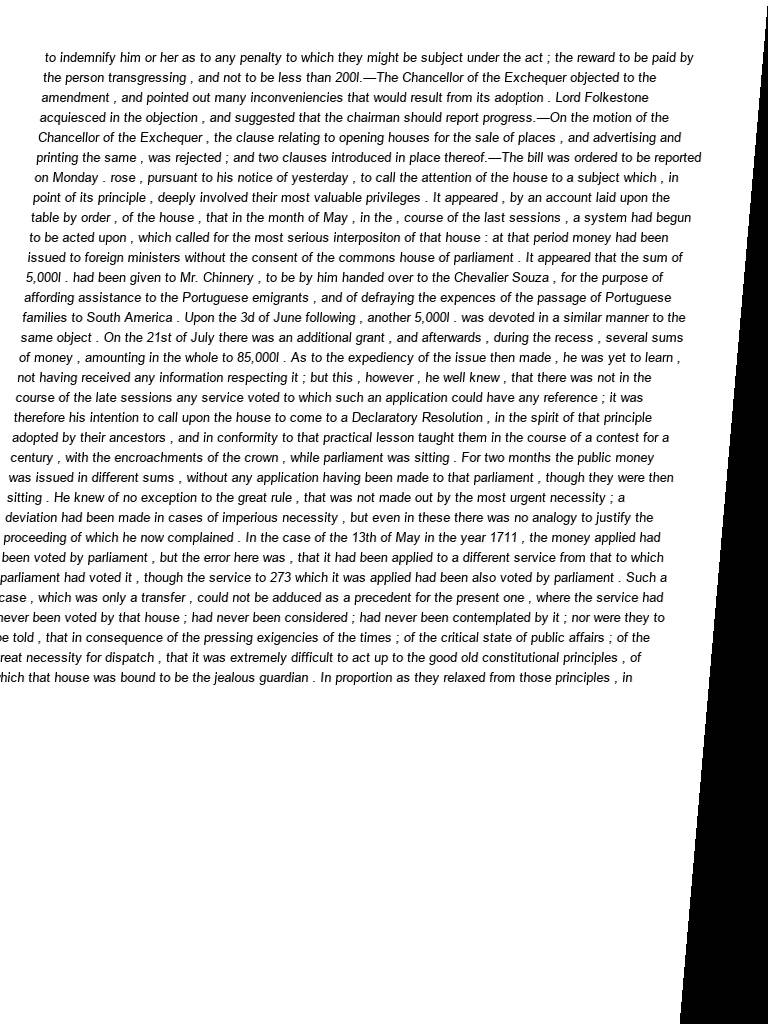 to indemnify him or her as to any penalty to which they might be subject under the act ; the reward to be paid by
the person transgressing , and not to be less than 200l.—The Chancellor of the Exchequer objected to the
amendment , and pointed out many inconveniencies that would result from its adoption . Lord Folkestone
acquiesced in the objection , and suggested that the chairman should report progress.—On the motion of the
Chancellor of the Exchequer , the clause relating to opening houses for the sale of places , and advertising and
printing the same , was rejected ; and two clauses introduced in place thereof.—The bill was ordered to be reported
on Monday . rose , pursuant to his notice of yesterday , to call the attention of the house to a subject which , in
point of its principle , deeply involved their most valuable privileges . It appeared , by an account laid upon the
table by order , of the house , that in the month of May , in the , course of the last sessions , a system had begun
to be acted upon , which called for the most serious interpositon of that house : at that period money had been
issued to foreign ministers without the consent of the commons house of parliament . It appeared that the sum of
5,000l . had been given to Mr. Chinnery , to be by him handed over to the Chevalier Souza , for the purpose of
affording assistance to the Portuguese emigrants , and of defraying the expences of the passage of Portuguese
families to South America . Upon the 3d of June following , another 5,000l . was devoted in a similar manner to the
same object . On the 21st of July there was an additional grant , and afterwards , during the recess , several sums
of money , amounting in the whole to 85,000l . As to the expediency of the issue then made , he was yet to learn ,
not having received any information respecting it ; but this , however , he well knew , that there was not in the
course of the late sessions any service voted to which such an application could have any reference ; it was
therefore his intention to call upon the house to come to a Declaratory Resolution , in the spirit of that principle
adopted by their ancestors , and in conformity to that practical lesson taught them in the course of a contest for a
century , with the encroachments of the crown , while parliament was sitting . For two months the public money
was issued in different sums , without any application having been made to that parliament , though they were then
sitting . He knew of no exception to the great rule , that was not made out by the most urgent necessity ; a
deviation had been made in cases of imperious necessity , but even in these there was no analogy to justify the
proceeding of which he now complained . In the case of the 13th of May in the year 1711 , the money applied had
been voted by parliament , but the error here was , that it had been applied to a different service from that to which
parliament had voted it , though the service to 273 which it was applied had been also voted by parliament . Such a
case , which was only a transfer , could not be adduced as a precedent for the present one , where the service had
never been voted by that house ; had never been considered ; had never been contemplated by it ; nor were they to
be told , that in consequence of the pressing exigencies of the times ; of the critical state of public affairs ; of the
great necessity for dispatch , that it was extremely difficult to act up to the good old constitutional principles , of
which that house was bound to be the jealous guardian . In proportion as they relaxed from those principles , in